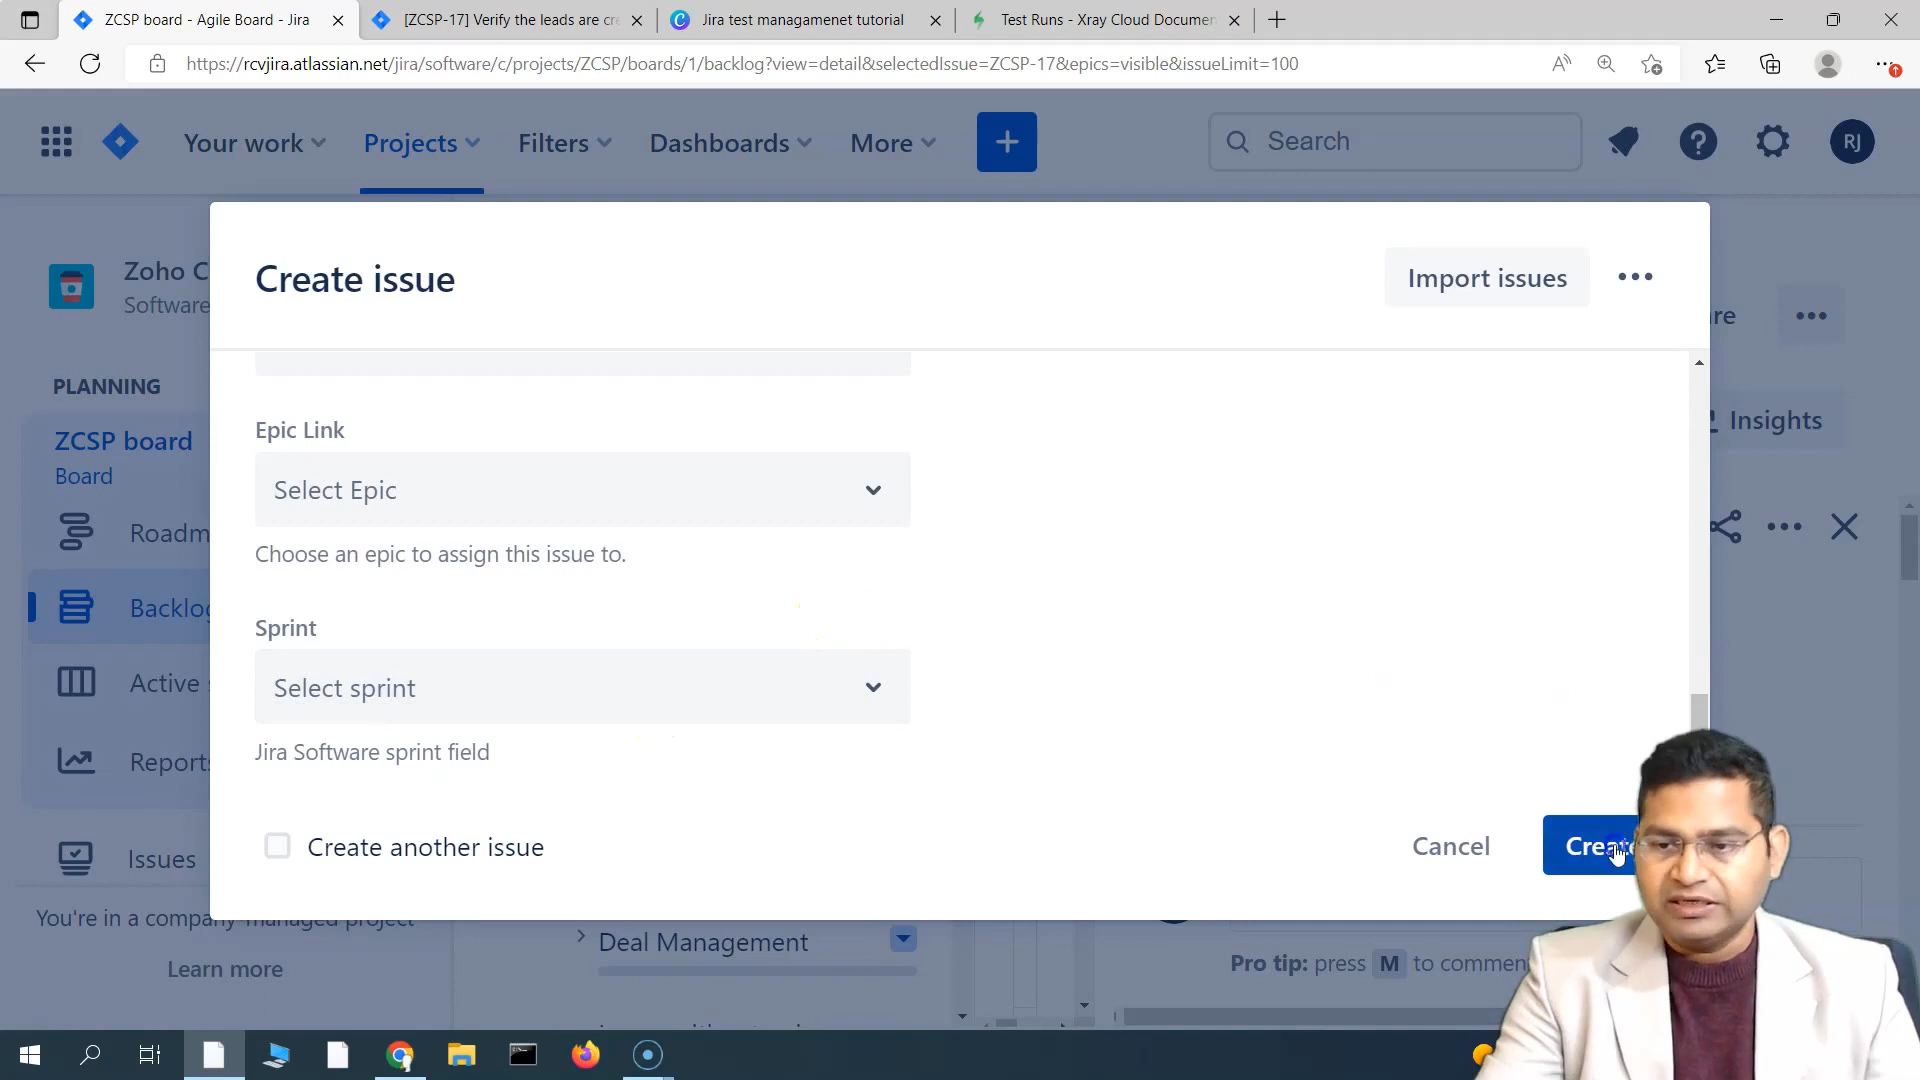 ZCSP board - Agile Board - Jira
[ZCSP-17] Verify the leads are cre
Jira test managamenet tutorial
Test Runs - Xray Cloud Documen
https://rcvjira.atlassian.net/jira/software/c/projects/ZCSP/boards/1/backlog?view=detail&selectedIssue=ZCSP-17&epics=visible&issueLimit=100
Your work
Projects
Filters
Dashboards
More
Search
RJ
Zoho C
Software
Create issue
Import issues
re
PLANNING
ZCSP board
Board
Epic Link
Insights
Select Epic
Roadm
Choose an epic to assign this issue to.
Backlog
Sprint
Active s
Select sprint
Jira Software sprint field
Reports
Issues
Create another issue
Cancel
Create
You're in a company-managed project
Deal Management
Learn more
Pro tip: press M to commen